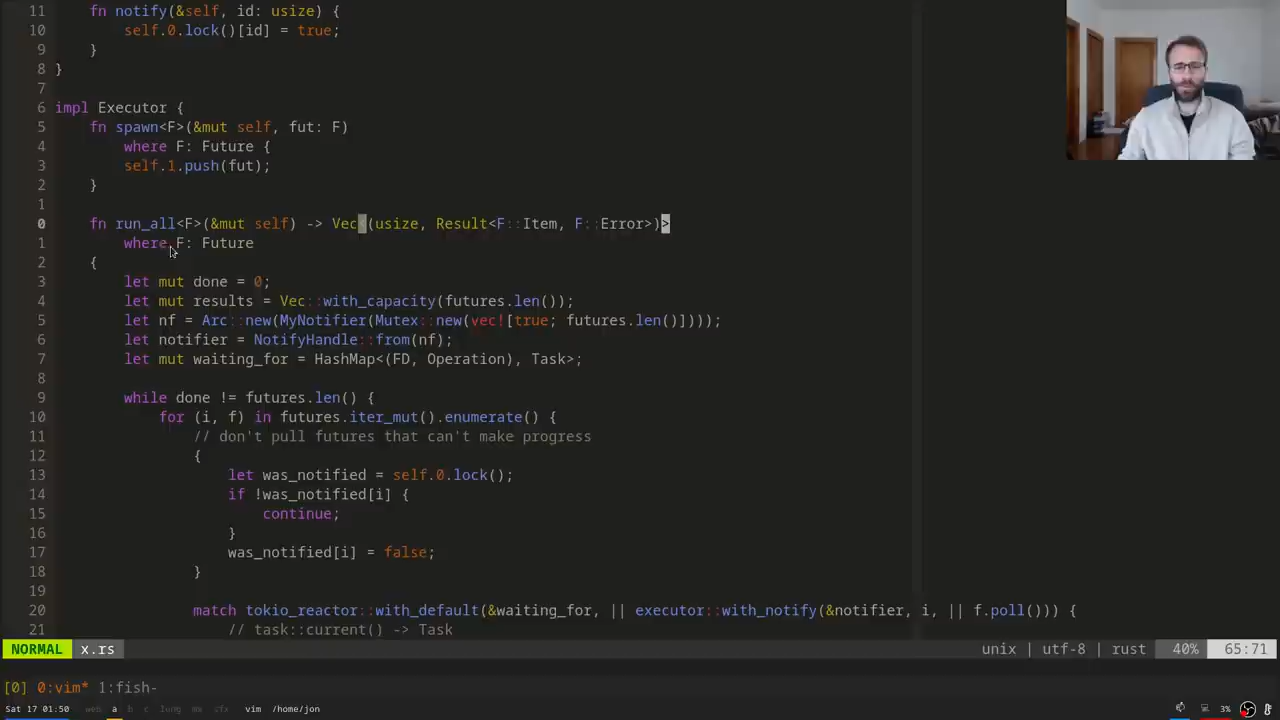 11 fn notify(&self, id: usize) {
10 self.0.lock()[id] = true;
9 }
8 }
7
6 impl Executor {
5 fn spawn<F>(&mut self, fut: F)
4 where F: Future {
3 self.1.push(fut);
2 }
1
0 fn run_all<F>(&mut self) -> Vec<(usize, Result<F::Item, F::Error>)>
1 where F: Future
2 {
3 let mut done = 0;
4 let mut results = Vec::with_capacity(futures.len());
5 let nf = Arc::new(MyNotifier(Mutex::new(vec![true; futures.len()])));
6 let notifier = NotifyHandle::from(nf);
7 let mut waiting_for = HashMap<(FD, Operation), Task>;
8
9 while done != futures.len() {
10 for (i, f) in futures.iter_mut().enumerate() {
11 // don't pull futures that can't make progress
12 {
13 let was_notified = self.0.lock();
14 if !was_notified[i] {
15 continue;
16 }
17 was_notified[i] = false;
18 }
19
20 match tokio_reactor::with_default(&waiting_for, || executor::with_notify(&notifier, i, || f.poll())) {
21 // task::current() -> Task
NORMAL x.rs unix | utf-8 | rust 40% 65:71
[0] 0:vim* 1:fish-
Sat 17 01:50 web a b c lung ma cfx vim /home/jon 3%